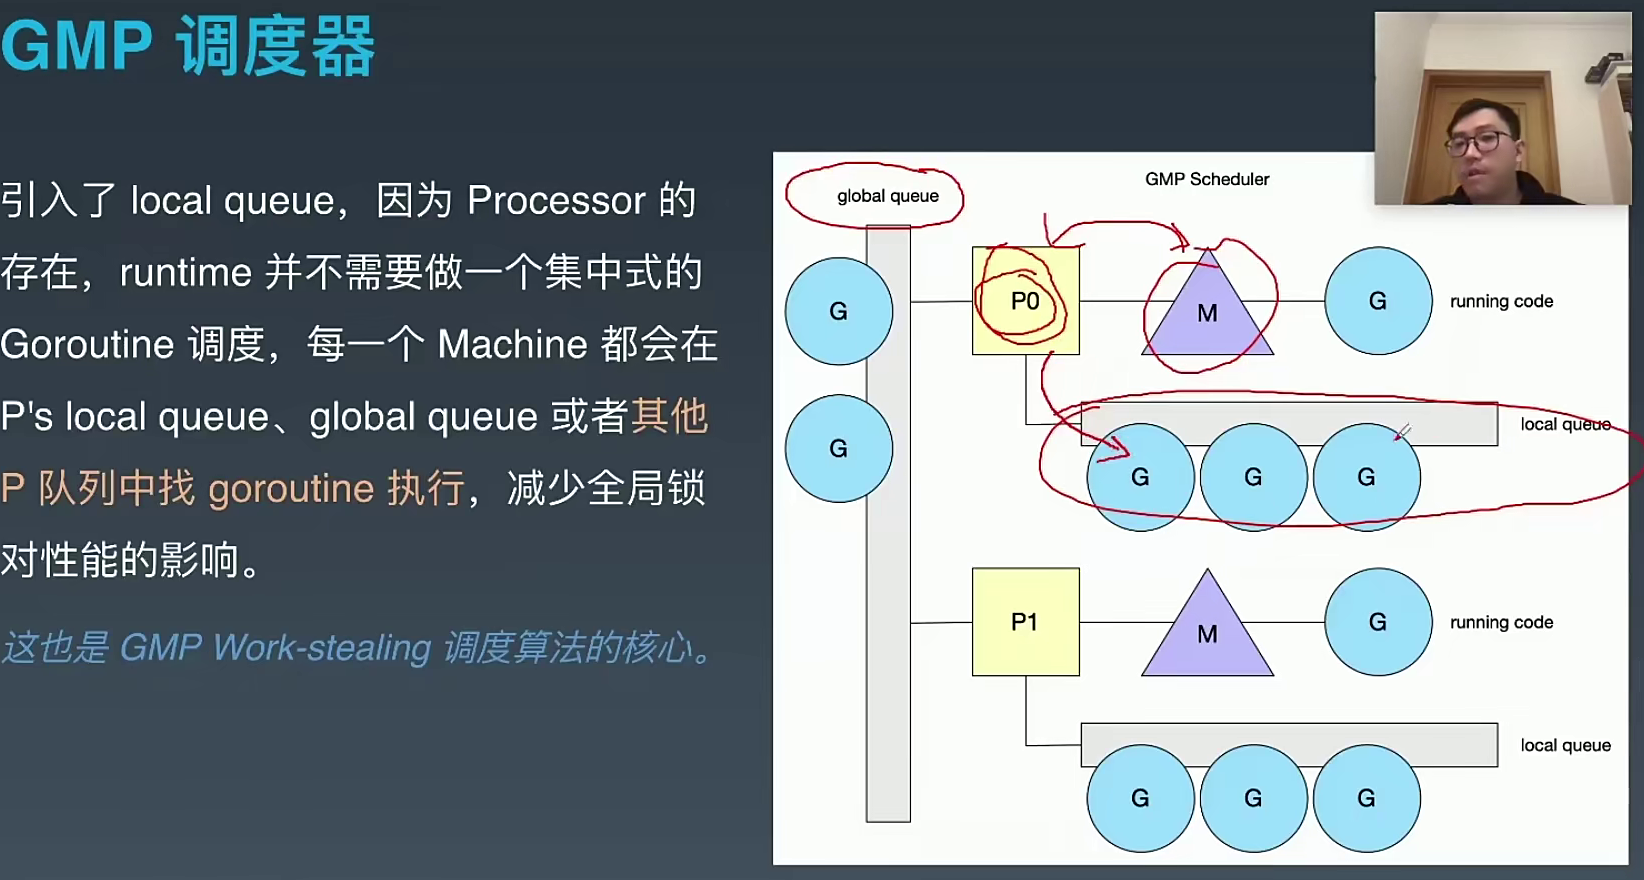 GMP 调度器
引入了 local queue，因为 Processor 的
存在，runtime 并不需要做一个集中式的
Goroutine 调度，每一个 Machine 都会在
P's local queue、global queue 或者其他
P 队列中找 goroutine 执行，减少全局锁
对性能的影响。
这也是 GMP Work-stealing 调度算法的核心。
GMP Scheduler
global queue
G
P0
M
G
running code
local queue
G
G
G
G
P1
M
G
running code
local queue
G
G
G